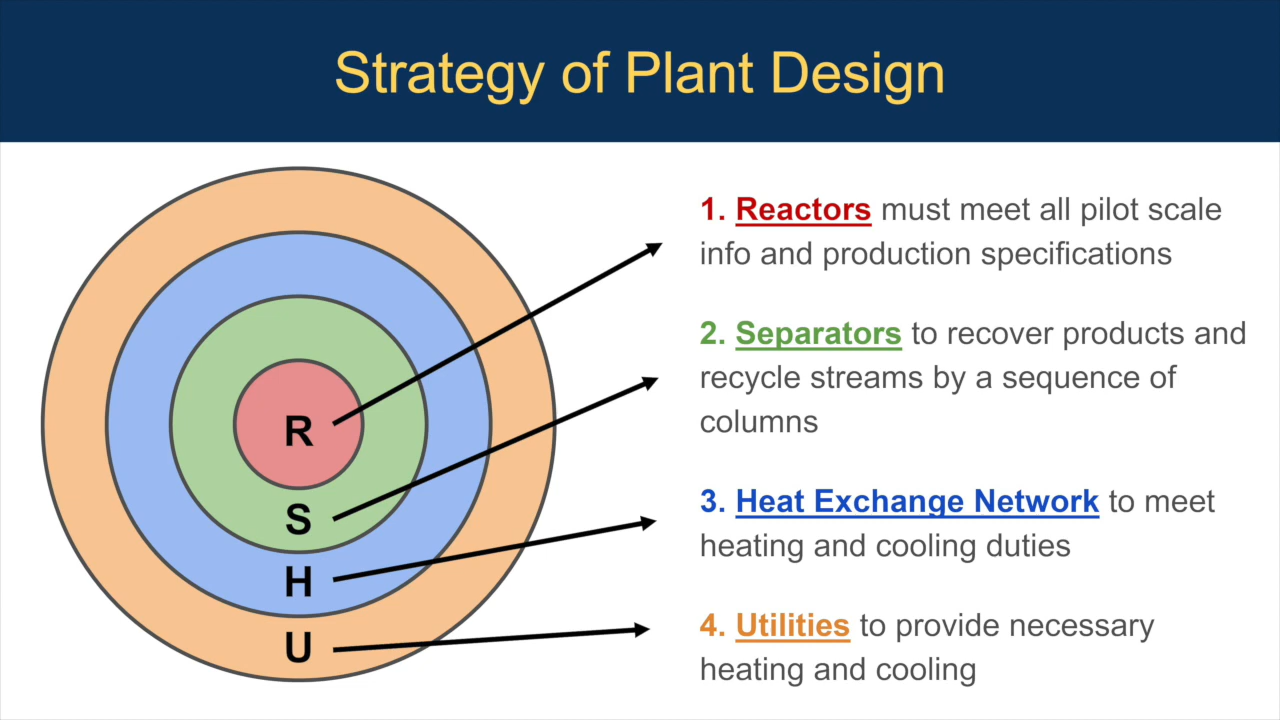 Strategy of Plant Design
R
S
H
U
1. Reactors must meet all pilot scale
info and production specifications
2. Separators to recover products and
recycle streams by a sequence of
columns
3. Heat Exchange Network to meet
heating and cooling duties
4. Utilities to provide necessary
heating and cooling